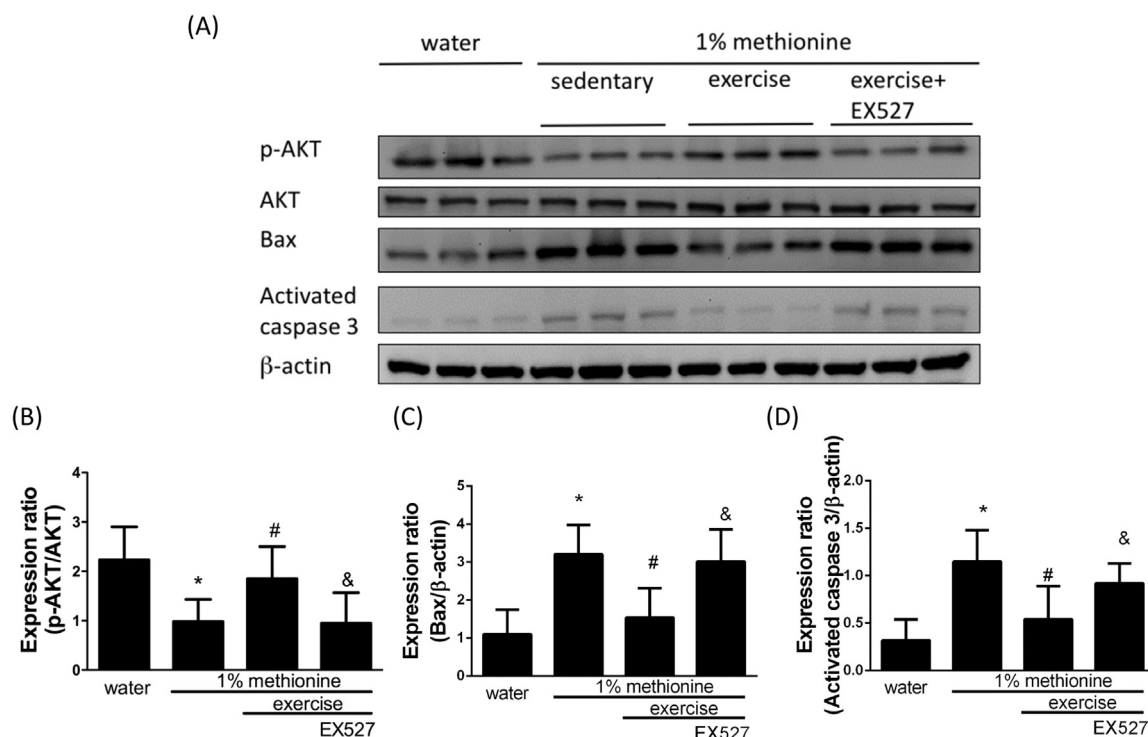 (A)
water
1% methionine
sedentary
exercise
exercise+
EX527
p-AKT
AKT
Bax
Activated
caspase 3
β-actin
(B)
Expression ratio
(p-AKT/AKT)
4
3
2
1
0
*
#
&
water
1% methionine
exercise
EX527
(C)
Expression ratio
(Bax/β-actin)
5
4
3
2
1
0
*
#
&
water
1% methionine
exercise
EX527
(D)
Expression ratio
(Activated caspase 3/β-actin)
2.0
1.5
1.0
0.5
0.0
*
#
&
water
1% methionine
exercise
EX527